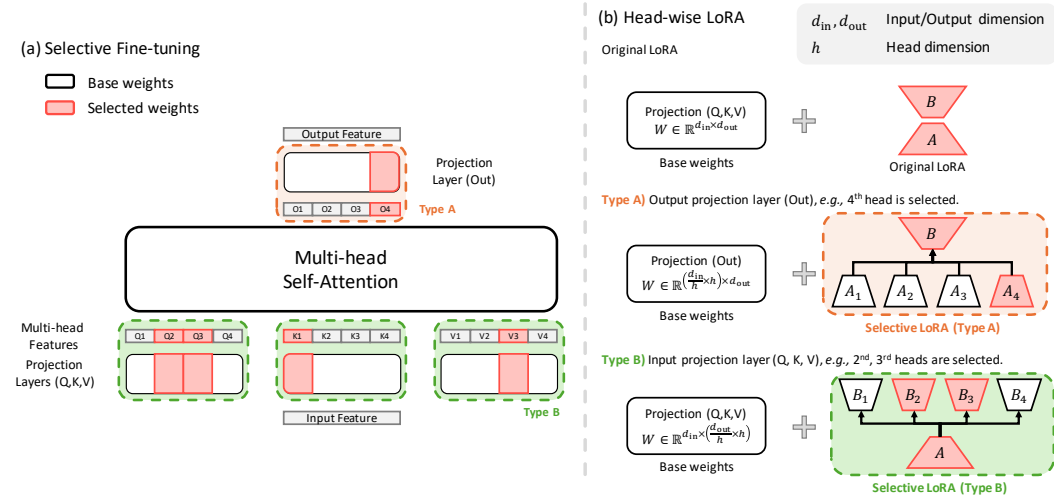 (a) Selective Fine-tuning
Base weights
Selected weights
Output Feature
Projection
Layer (Out)
O1 O2 O3 O4
Type A
Multi-head
Self-Attention
Multi-head
Features
Q1 Q2 Q3 Q4
K1 K2 K3 K4
V1 V2 V3 V4
Projection
Layers (Q,K,V)
Input Feature
Type B
(b) Head-wise LoRA
d_in, d_out Input/Output dimension
h Head dimension
Original LoRA
Projection (Q,K,V)
W ∈ ℝ^{d_in×d_out}
Base weights
B
A
Original LoRA
Type A) Output projection layer (Out), e.g., 4th head is selected.
Projection (Out)
W ∈ ℝ^{(d_in/h × h)×d_out}
Base weights
B
A1 A2 A3 A4
Selective LoRA (Type A)
Type B) Input projection layer (Q, K, V), e.g., 2nd, 3rd heads are selected.
Projection (Q,K,V)
W ∈ ℝ^{d_in×(d_out/h × h)}
Base weights
B1 B2 B3 B4
A
Selective LoRA (Type B)